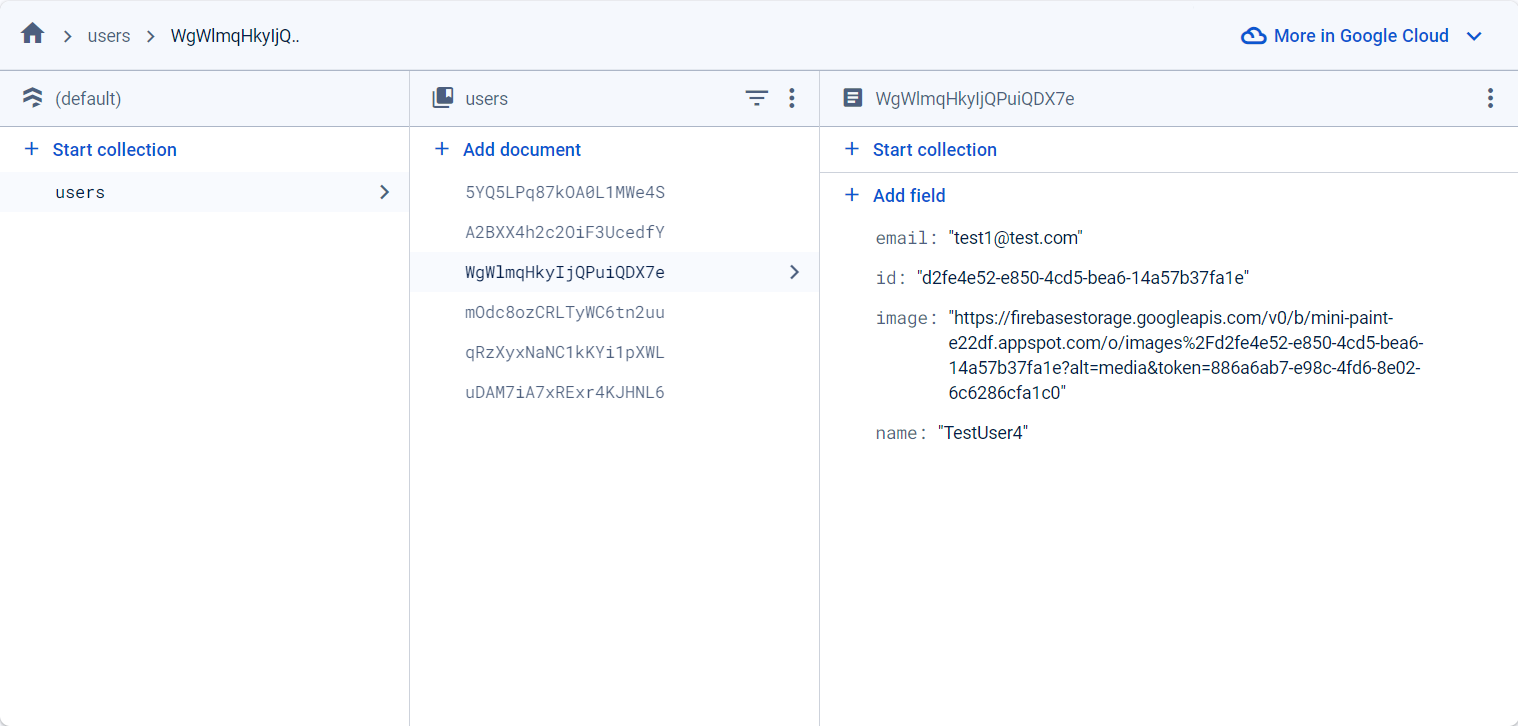 users
WgWlmqHkyIjQ..
More in Google Cloud
(default)
users
WgWlmqHkyIjQPuiQDX7e
Start collection
Add document
Start collection
users
5YQ5LPq87kOA0L1MWe4S
A2BXX4h2c2OiF3UcedfY
WgWlmqHkyIjQPuiQDX7e
mOdc8ozCRLTyWC6tn2uu
qRzXyxNaNC1kKYi1pXWL
uDAM7iA7xRExr4KJHNL6
Add field
email: "test1@test.com"
id: "d2fe4e52-e850-4cd5-bea6-14a57b37fa1e"
image: "https://firebasestorage.googleapis.com/v0/b/mini-paint-
e22df.appspot.com/o/images%2Fd2fe4e52-e850-4cd5-bea6-
14a57b37fa1e?alt=media&token=886a6ab7-e98c-4fd6-8e02-
6c6286cfa1c0"
name: "TestUser4"